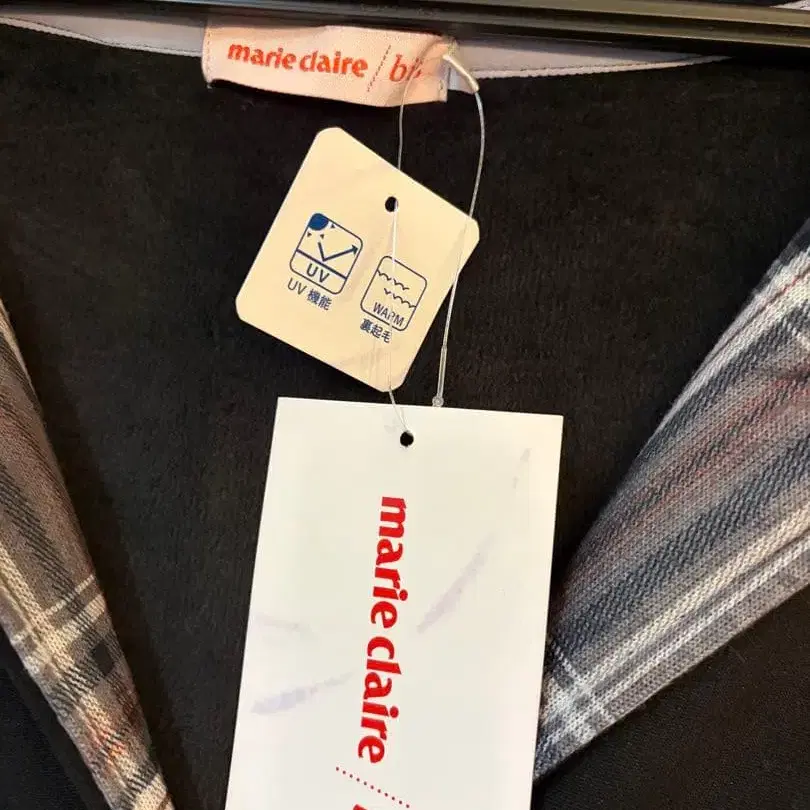 marie claire
UV
UV 機能
WARM
裏起毛
marie claire